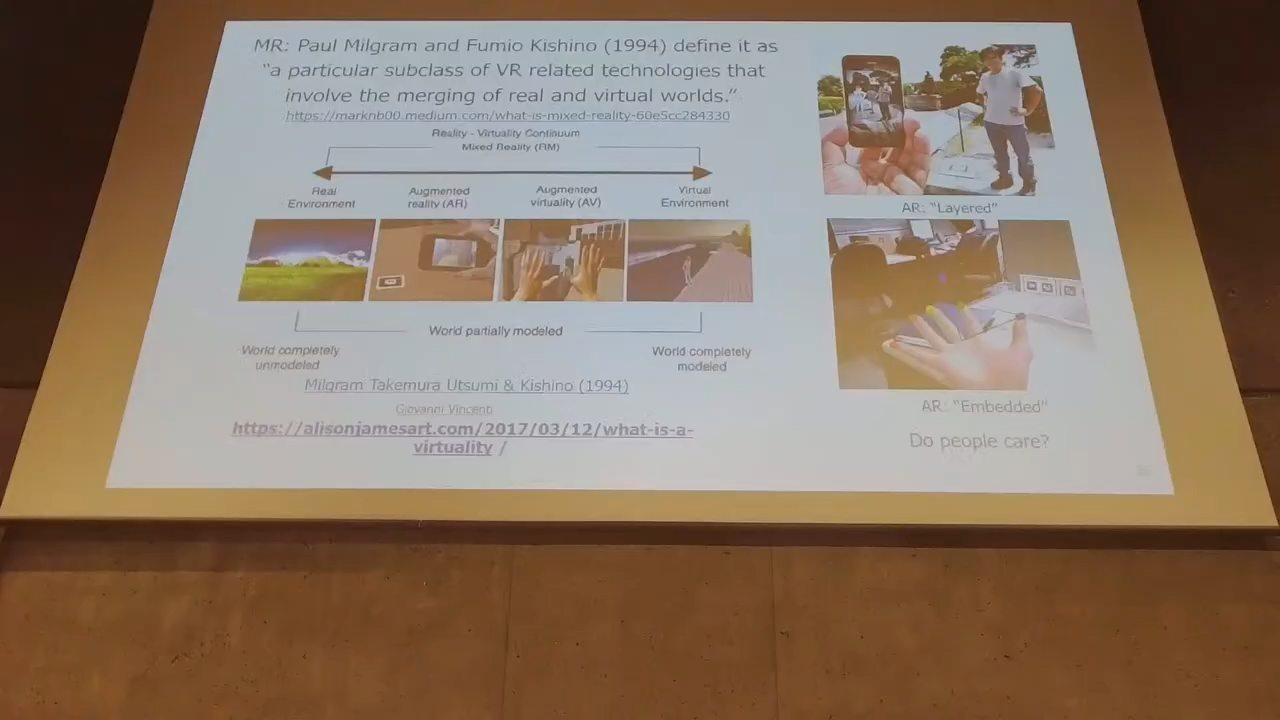 MR: Paul Milgram and Fumio Kishino (1994) define it as
"a particular subclass of VR related technologies that
involve the merging of real and virtual worlds."
https://marknb00.medium.com/what-is-mixed-reality-60e5cc284330
Reality - Virtuality Continuum
Mixed Reality (RM)
Real
Environment
Augmented
reality (AR)
Augmented
virtuality (AV)
Virtual
Environment
World partially modeled
World completely
unmodeled
World completely
modeled
Milgram Takemura Utsumi & Kishino (1994)
Giovanni Vincenti
https://alisonjamesart.com/2017/03/12/what-is-a-
virtuality /
AR: "Layered"
AR: "Embedded"
Do people care?